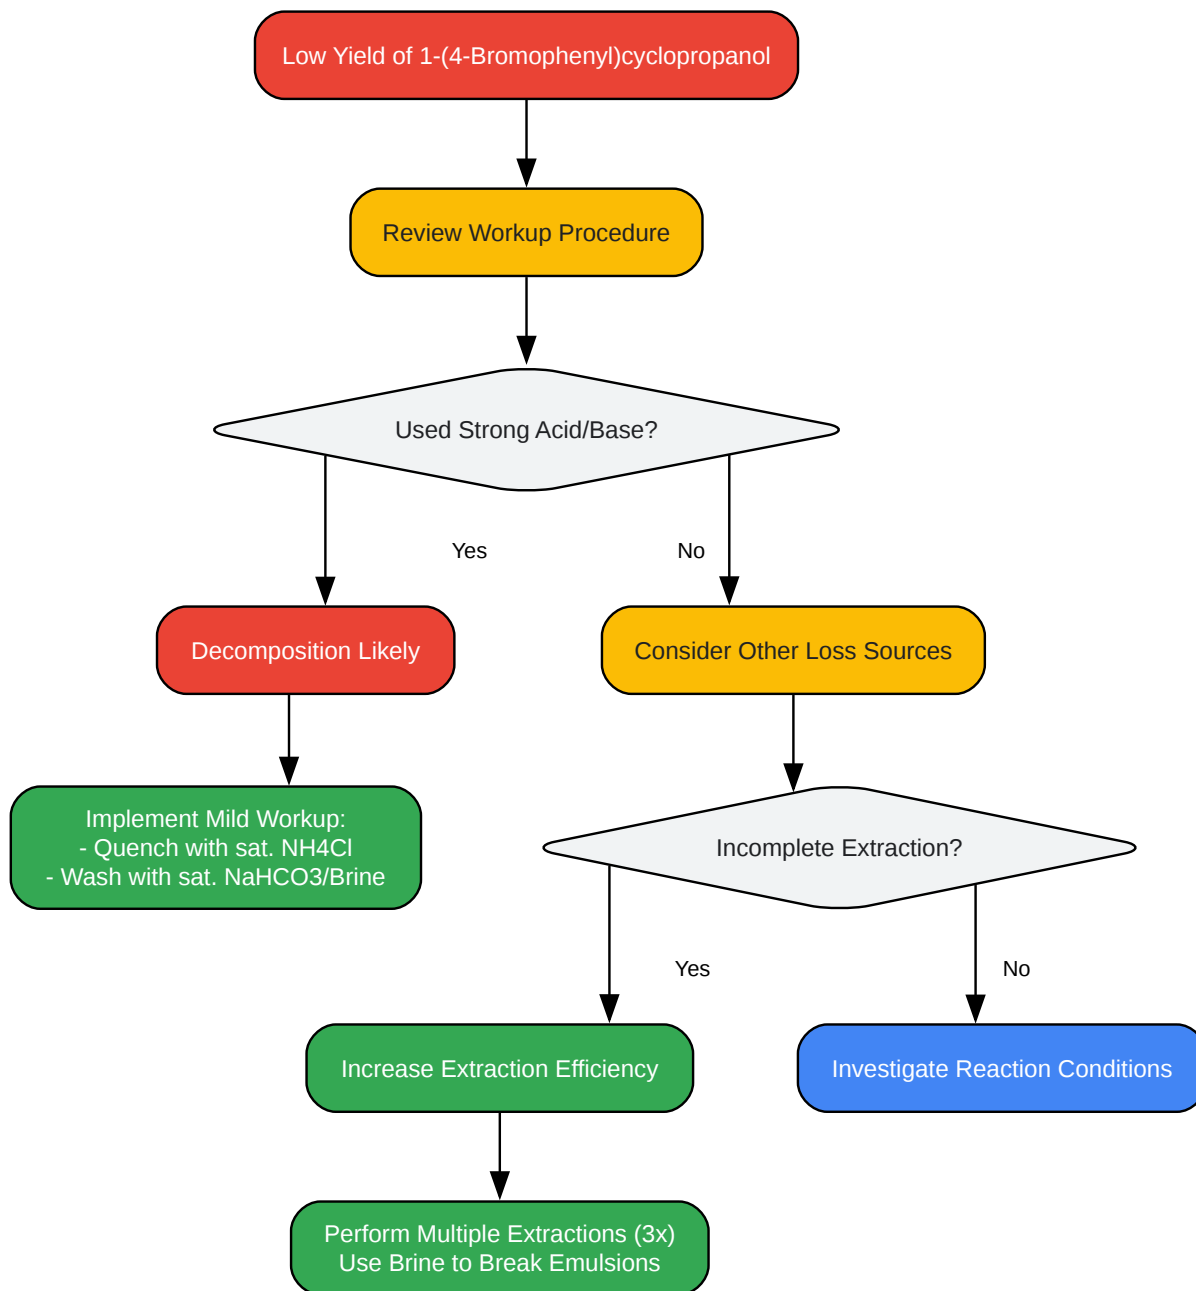 Low Yield of 1-(4-Bromophenyl)cyclopropanol
Review Workup Procedure
Used Strong Acid/Base?
Yes
No
Decomposition Likely
Consider Other Loss Sources
Implement Mild Workup:
- Quench with sat. NH4Cl
- Wash with sat. NaHCO3/Brine
Incomplete Extraction?
Yes
No
Increase Extraction Efficiency
Investigate Reaction Conditions
Perform Multiple Extractions (3x)
Use Brine to Break Emulsions